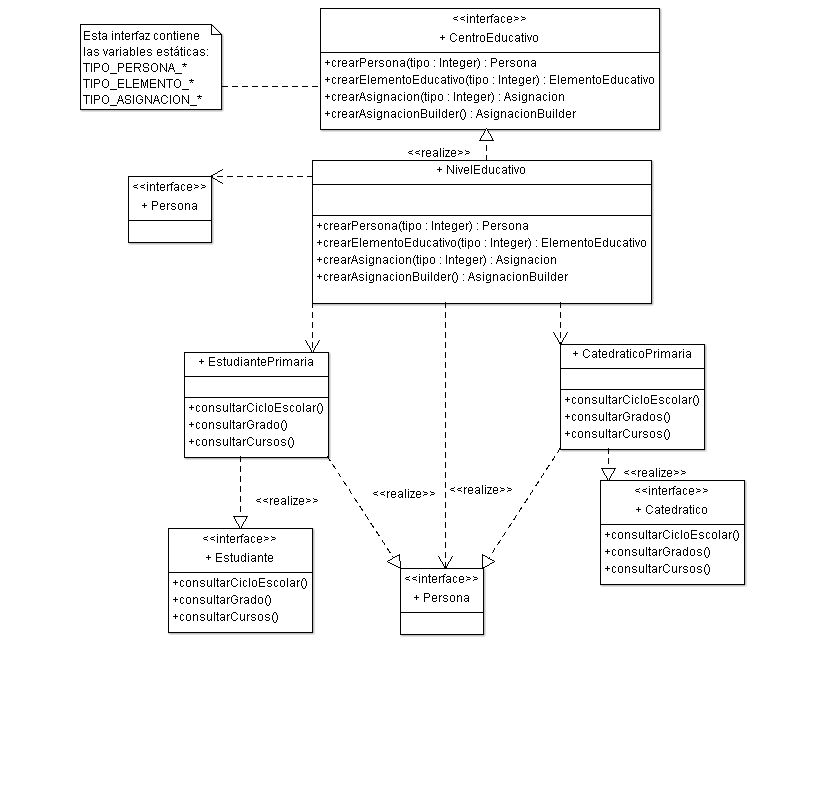 Esta interfaz contiene
las variables estáticas:
TIPO_PERSONA_*
TIPO_ELEMENTO_*
TIPO_ASIGNACION_*
<<interface>>
+ CentroEducativo
+crearPersona(tipo : Integer) : Persona
+crearElementoEducativo(tipo : Integer) : ElementoEducativo
+crearAsignacion(tipo : Integer) : Asignacion
+crearAsignacionBuilder() : AsignacionBuilder
<<realize>>
+ NivelEducativo
+crearPersona(tipo : Integer) : Persona
+crearElementoEducativo(tipo : Integer) : ElementoEducativo
+crearAsignacion(tipo : Integer) : Asignacion
+crearAsignacionBuilder() : AsignacionBuilder
<<interface>>
+ Persona
+ EstudiantePrimaria
+consultarCicloEscolar()
+consultarGrado()
+consultarCursos()
+ CatedraticoPrimaria
+consultarCicloEscolar()
+consultarGrados()
+consultarCursos()
<<realize>>
<<realize>>
<<realize>>
<<realize>>
<<interface>>
+ Catedratico
+consultarCicloEscolar()
+consultarGrados()
+consultarCursos()
<<interface>>
+ Estudiante
+consultarCicloEscolar()
+consultarGrado()
+consultarCursos()
<<interface>>
+ Persona